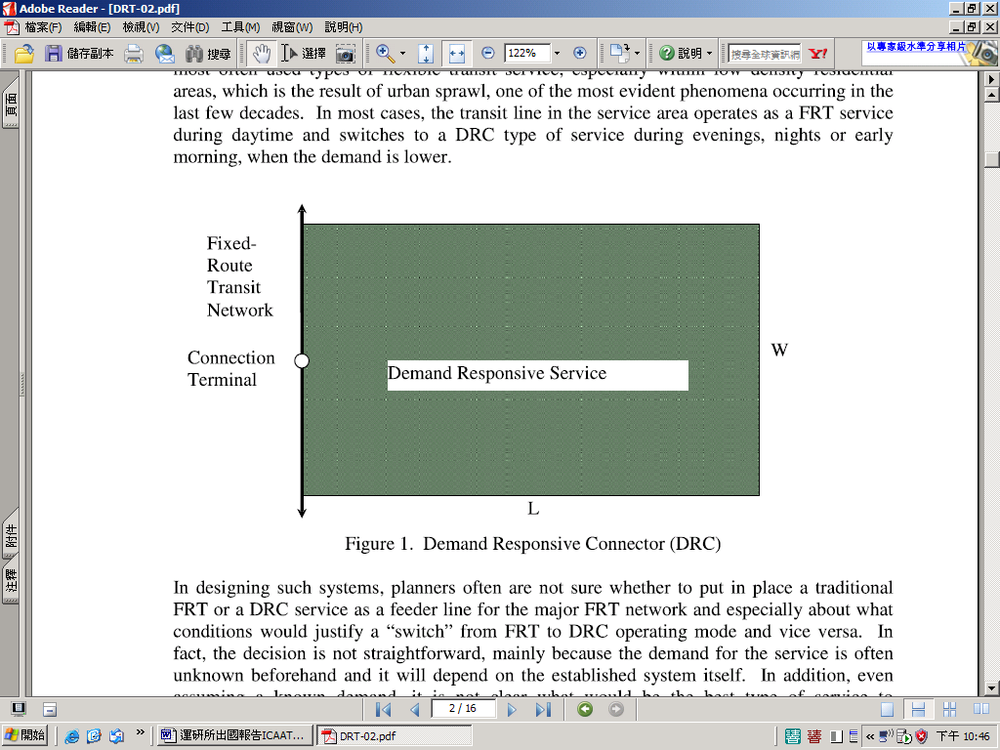 Adobe Reader - [DRT-02.pdf]
檔案(F) 編輯(E) 檢視(V) 文件(D) 工具(M) 視窗(W) 說明(H)
儲存副本 搜尋 選擇 122% 說明 搜尋全球資訊網 Y! 以專家級水準分享相片
頁面
most often used types of flexible transit service, especially within low density residential
areas, which is the result of urban sprawl, one of the most evident phenomena occurring in the
last few decades. In most cases, the transit line in the service area operates as a FRT service
during daytime and switches to a DRC type of service during evenings, nights or early
morning, when the demand is lower.
Fixed-
Route
Transit
Network
Connection
Terminal
Demand Responsive Service
W
L
Figure 1. Demand Responsive Connector (DRC)
附件
注釋
In designing such systems, planners often are not sure whether to put in place a traditional
FRT or a DRC service as a feeder line for the major FRT network and especially about what
conditions would justify a “switch” from FRT to DRC operating mode and vice versa. In
fact, the decision is not straightforward, mainly because the demand for the service is often
unknown beforehand and it will depend on the established system itself. In addition, even
assuming a known demand, it is not clear what would be the best type of service to
2 / 16
開始 » 運研所出國報告ICAAT... DRT-02.pdf « 下午 10:46